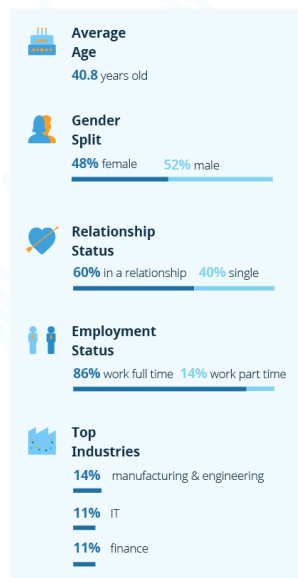 Average
Age
40.8 years old
Gender
Split
48% female 52% male
Relationship
Status
60% in a relationship 40% single
Employment
Status
86% work full time 14% work part time
Top
Industries
14% manufacturing & engineering
11% IT
11% finance